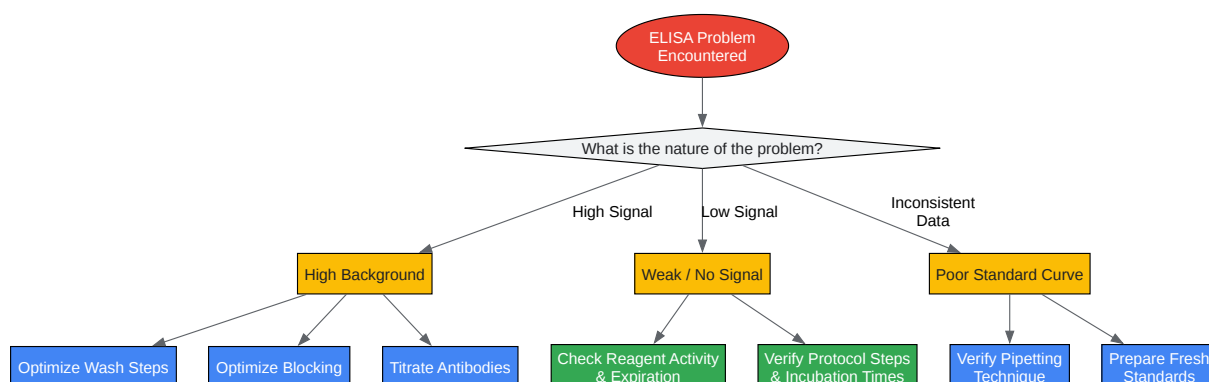 ELISA Problem
Encountered
What is the nature of the problem?
High Signal
Low Signal
Inconsistent
Data
High Background
Weak / No Signal
Poor Standard Curve
Optimize Wash Steps
Optimize Blocking
Titrate Antibodies
Check Reagent Activity
& Expiration
Verify Protocol Steps
& Incubation Times
Verify Pipetting
Technique
Prepare Fresh
Standards